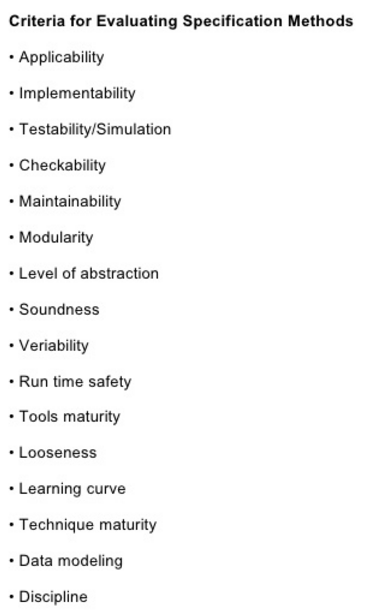 Criteria for Evaluating Specification Methods
• Applicability
• Implementability
• Testability/Simulation
• Checkability
• Maintainability
• Modularity
• Level of abstraction
• Soundness
• Veriability
• Run time safety
• Tools maturity
• Looseness
• Learning curve
• Technique maturity
• Data modeling
• Discipline